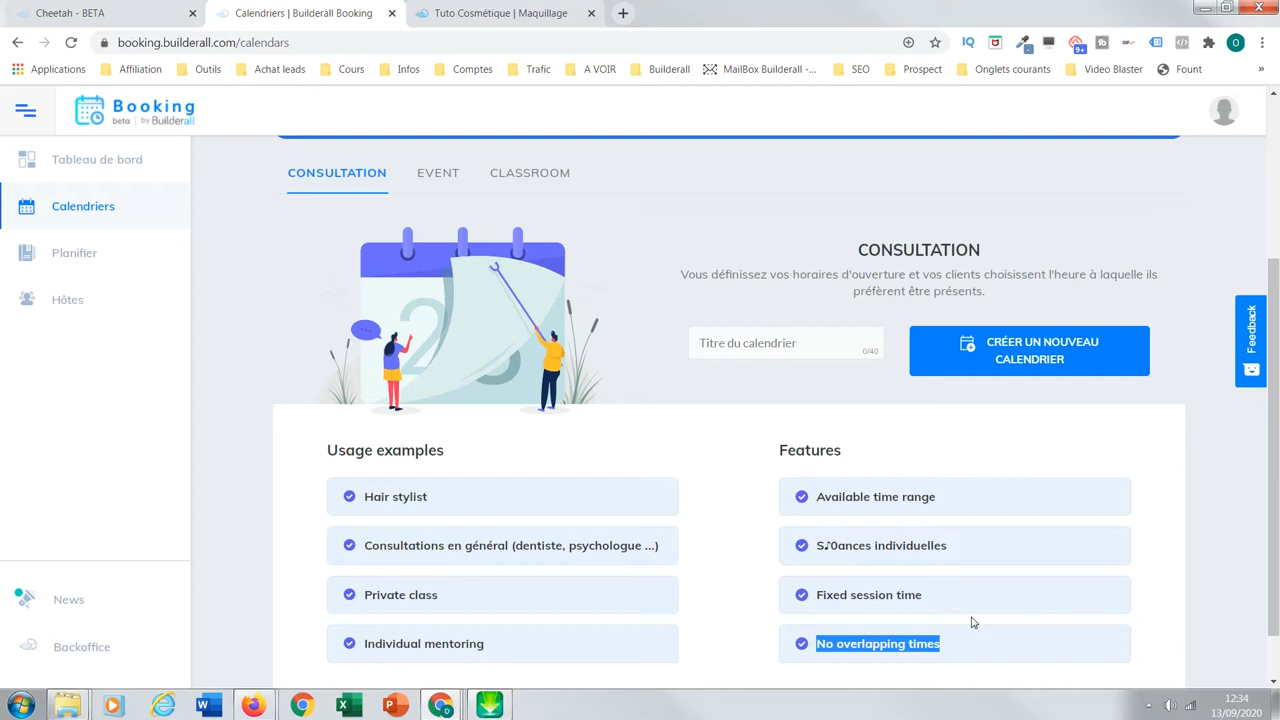 Cheetah - BETA
Calendriers | Builderall Booking
Tuto Cosmétique | Maquillage
booking.builderall.com/calendars
Applications
Affiliation
Outils
Achat leads
Cours
Infos
Comptes
Trafic
A VOIR
Builderall
MailBox Builderall -...
SEO
Prospect
Onglets courants
Video Blaster
Fount
»
IQ
9+
O
Booking
beta | by Builderall
Tableau de bord
Calendriers
Planifier
Hôtes
News
Backoffice
CONSULTATION
EVENT
CLASSROOM
CONSULTATION
Vous définissez vos horaires d'ouverture et vos clients choisissent l'heure à laquelle ils
préfèrent être présents.
Titre du calendrier
0/40
CRÉER UN NOUVEAU
CALENDRIER
Feedback
Usage examples
Hair stylist
Consultations en général (dentiste, psychologue ...)
Private class
Individual mentoring
Features
Available time range
S♪0ances individuelles
Fixed session time
No overlapping times
12:34
13/09/2020